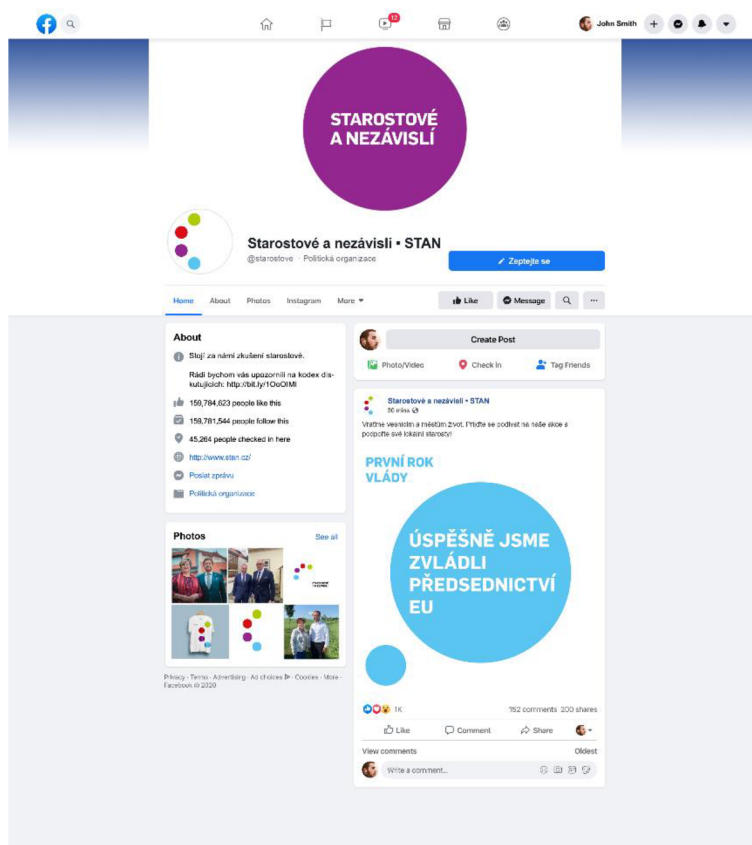 12
John Smith
STAROSTOVÉ
A NEZÁVISLÍ
Starostové a nezávislí • STAN
@starostove · Politická organizace
Zeptejte se
Home About Photos Instagram More
Like Message
About
Stojí za námi zkušení starostové.
Rádi bychom vás upozornili na kodex dis-
kutujících: http://bit.ly/1OoOIMl
159,784,623 people like this
159,781,544 people follow this
45,264 people checked in here
http://www.stan.cz/
Poslat zprávu
Politická organizace
Photos See all
Privacy · Terms · Advertising · Ad choices · Cookies · More ·
Facebook © 2020
Create Post
Photo/Video Check in Tag Friends
Starostové a nezávislí • STAN
30 mins
Vraťme vesnicím a městům život. Přijďte se podívat na naše akce a
podpořte své lokální starosty!
PRVNÍ ROK
VLÁDY
ÚSPĚŠNĚ JSME
ZVLÁDLI
PŘEDSEDNICTVÍ
EU
1K 152 comments 200 shares
Like Comment Share
View comments Oldest
Write a comment...